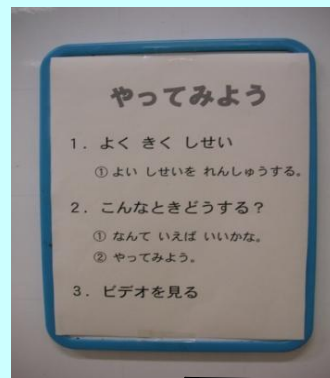 やってみよう
1. よく きく しせい
① よい しせいを れんしゅうする。
2. こんなときどうする?
① なんて いえば いいかな。
② やってみよう。
3. ビデオを見る